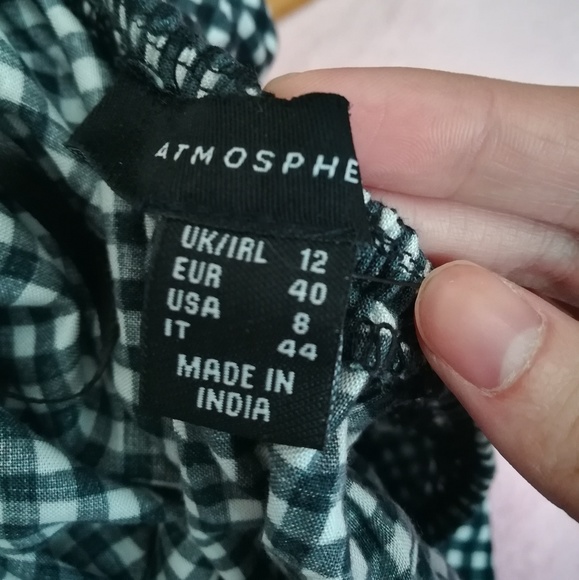 ATMOSPHE
UK/IRL 12
EUR 40
USA 8
IT 44
MADE IN
INDIA